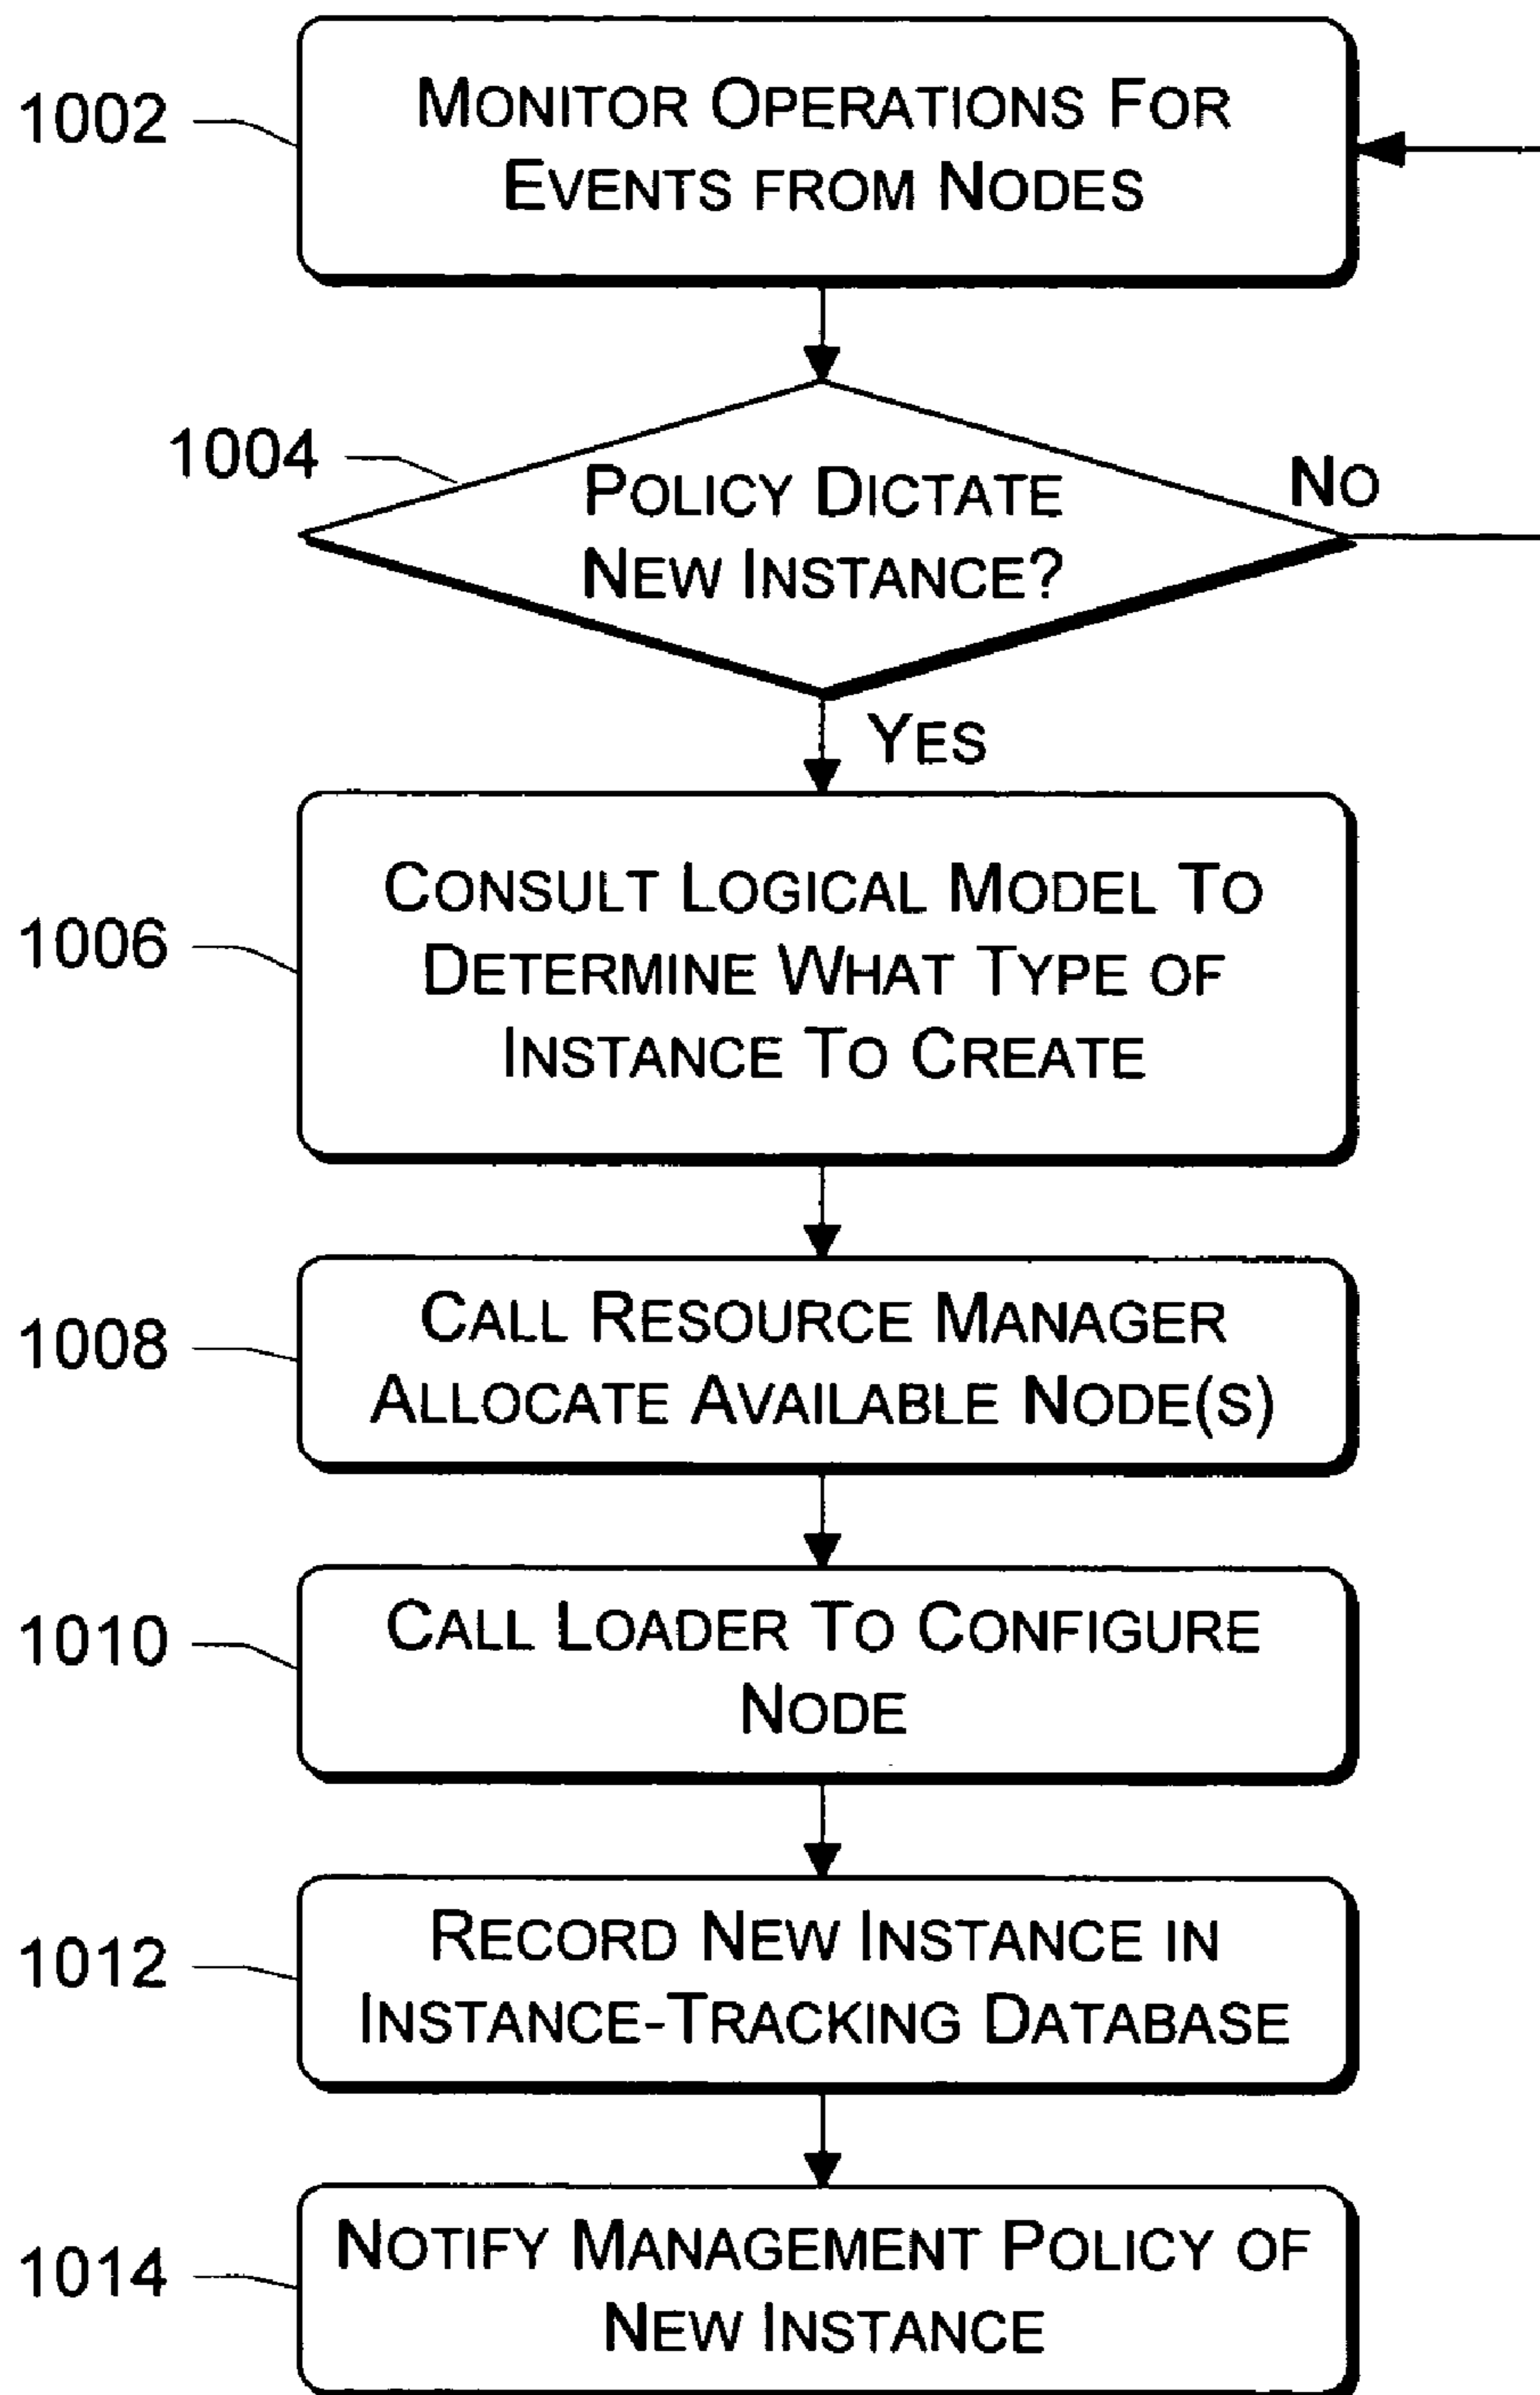 1002
MONITOR OPERATIONS FOR
EVENTS FROM NODES
1004
POLICY DICTATE
NEW INSTANCE?
NO
YES
1006
CONSULT LOGICAL MODEL TO
DETERMINE WHAT TYPE OF
INSTANCE TO CREATE
1008
CALL RESOURCE MANAGER
ALLOCATE AVAILABLE NODE(S)
1010
CALL LOADER TO CONFIGURE
NODE
1012
RECORD NEW INSTANCE IN
INSTANCE-TRACKING DATABASE
1014
NOTIFY MANAGEMENT POLICY OF
NEW INSTANCE